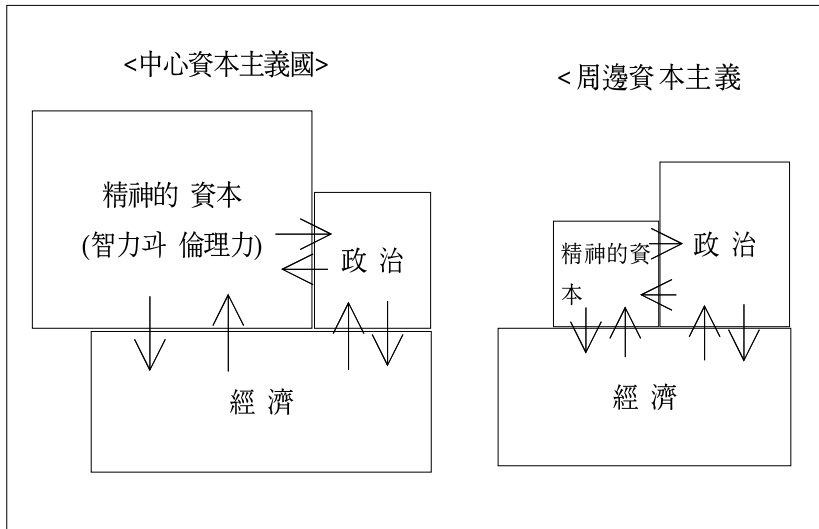 <中心資本主義國>
精神的 資本
(智力과 倫理力)
政 治
經 濟
<周邊資本主義
精神的資
本
政 治
經 濟